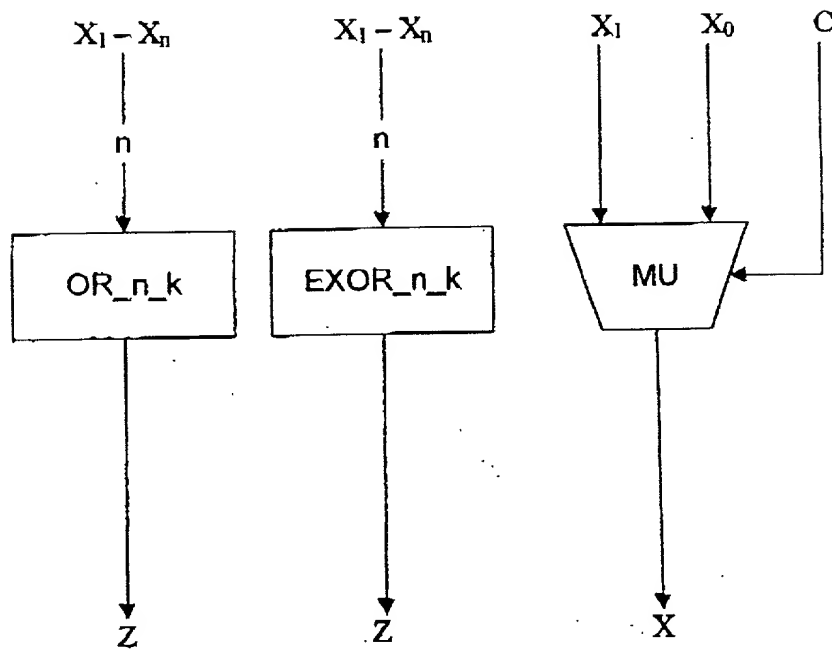 X₁ – Xₙ X₁ – Xₙ X₁ X₀ C
n n
OR_n_k EXOR_n_k MU
Z Z X